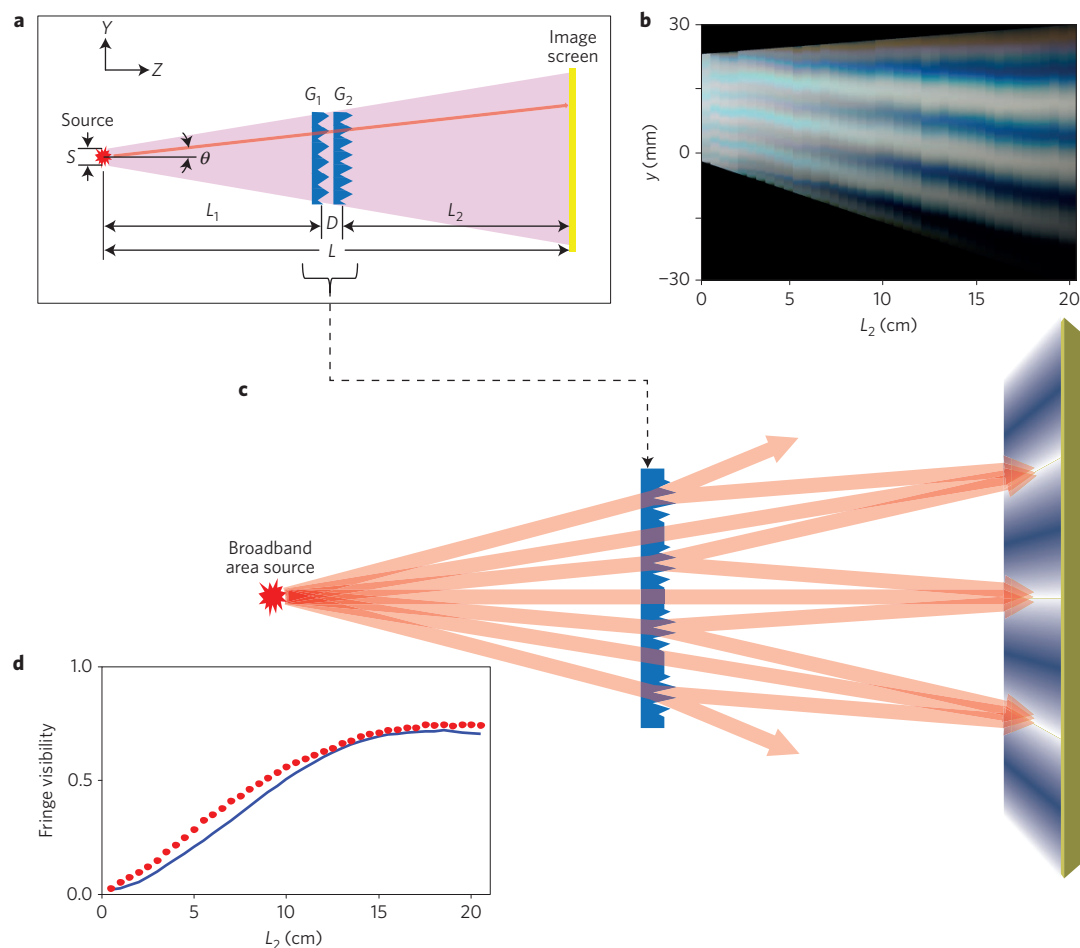 a
Y
Z
Source
S
θ
G1 G2
Image
screen
L1
D
L2
L
b
30
0
−30
y (mm)
0 5 10 15 20
L2 (cm)
c
Broadband
area source
d
1.0
0.5
0.0
Fringe visibility
0 5 10 15 20
L2 (cm)